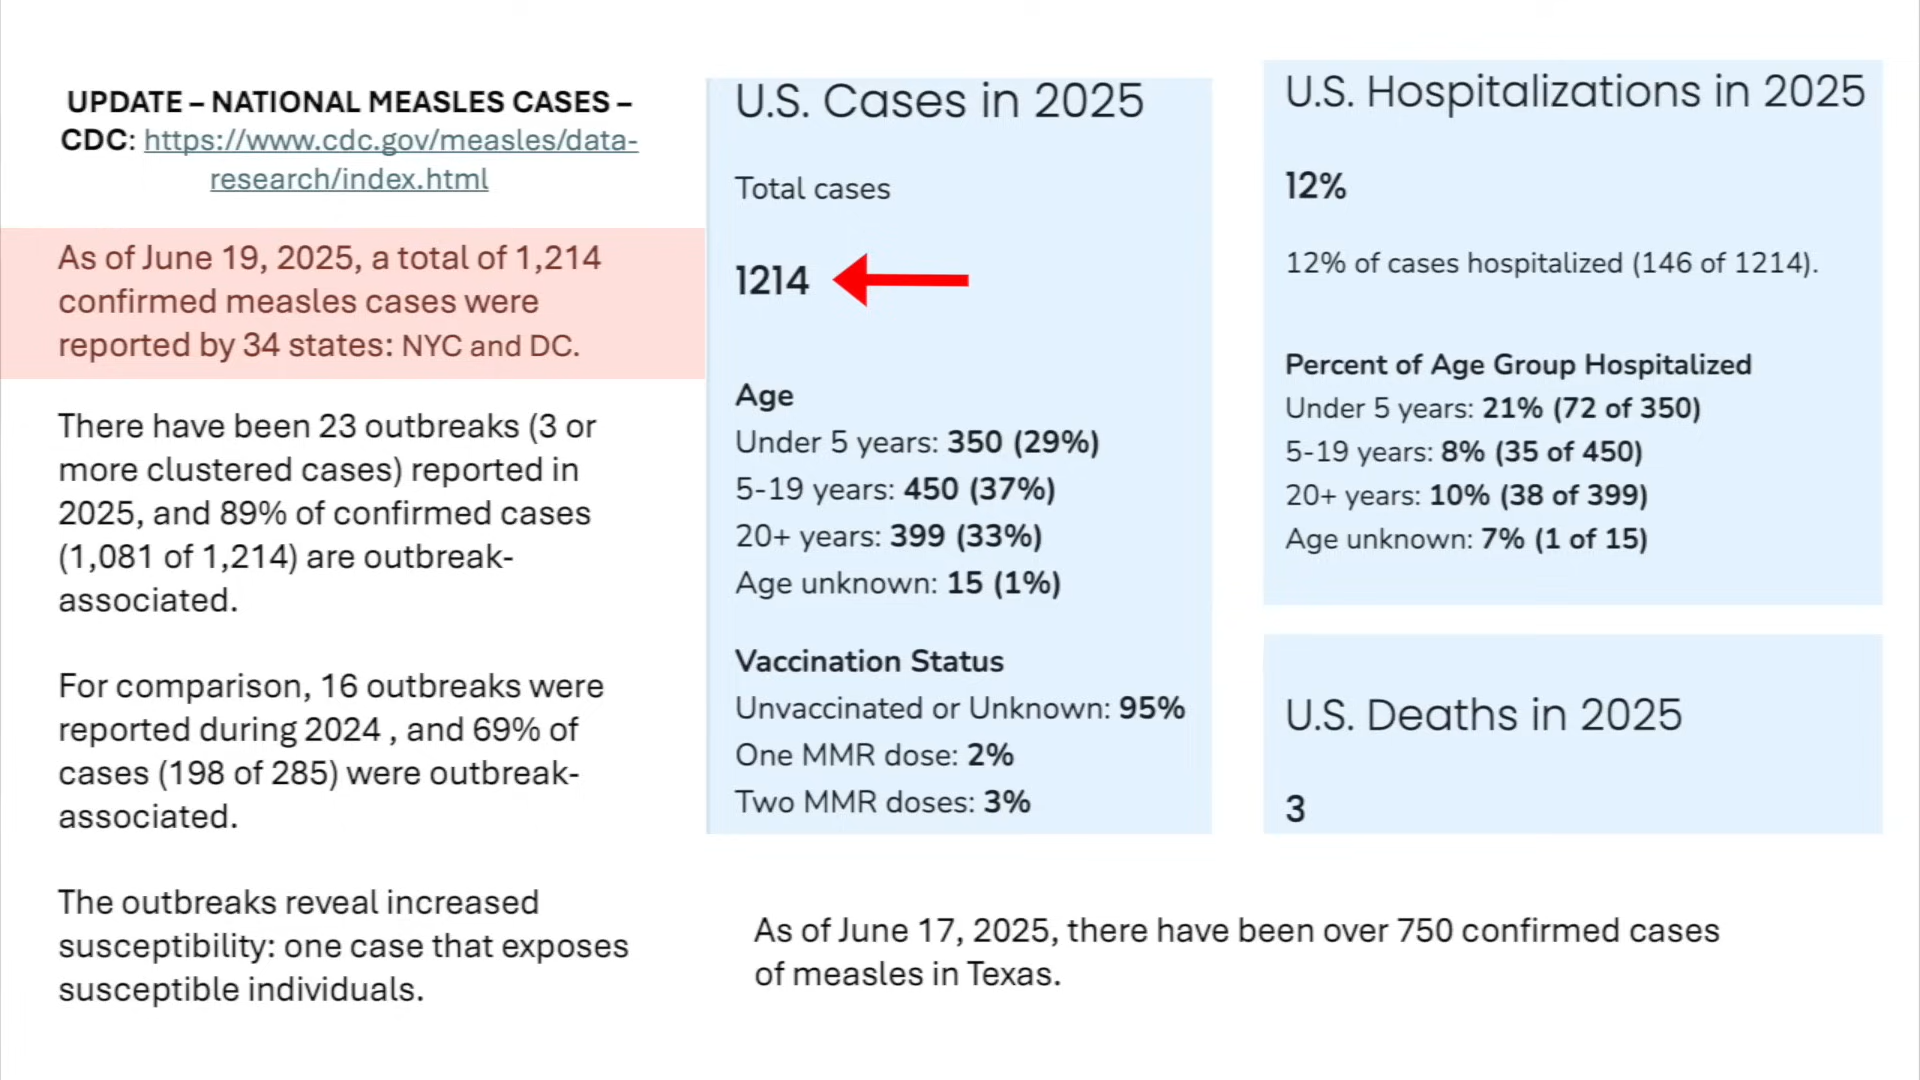 UPDATE – NATIONAL MEASLES CASES –
CDC: https://www.cdc.gov/measles/data-
research/index.html
As of June 19, 2025, a total of 1,214
confirmed measles cases were
reported by 34 states: NYC and DC.
There have been 23 outbreaks (3 or
more clustered cases) reported in
2025, and 89% of confirmed cases
(1,081 of 1,214) are outbreak-
associated.
For comparison, 16 outbreaks were
reported during 2024 , and 69% of
cases (198 of 285) were outbreak-
associated.
The outbreaks reveal increased
susceptibility: one case that exposes
susceptible individuals.
U.S. Cases in 2025
Total cases
1214
Age
Under 5 years: 350 (29%)
5-19 years: 450 (37%)
20+ years: 399 (33%)
Age unknown: 15 (1%)
Vaccination Status
Unvaccinated or Unknown: 95%
One MMR dose: 2%
Two MMR doses: 3%
U.S. Hospitalizations in 2025
12%
12% of cases hospitalized (146 of 1214).
Percent of Age Group Hospitalized
Under 5 years: 21% (72 of 350)
5-19 years: 8% (35 of 450)
20+ years: 10% (38 of 399)
Age unknown: 7% (1 of 15)
U.S. Deaths in 2025
3
As of June 17, 2025, there have been over 750 confirmed cases
of measles in Texas.